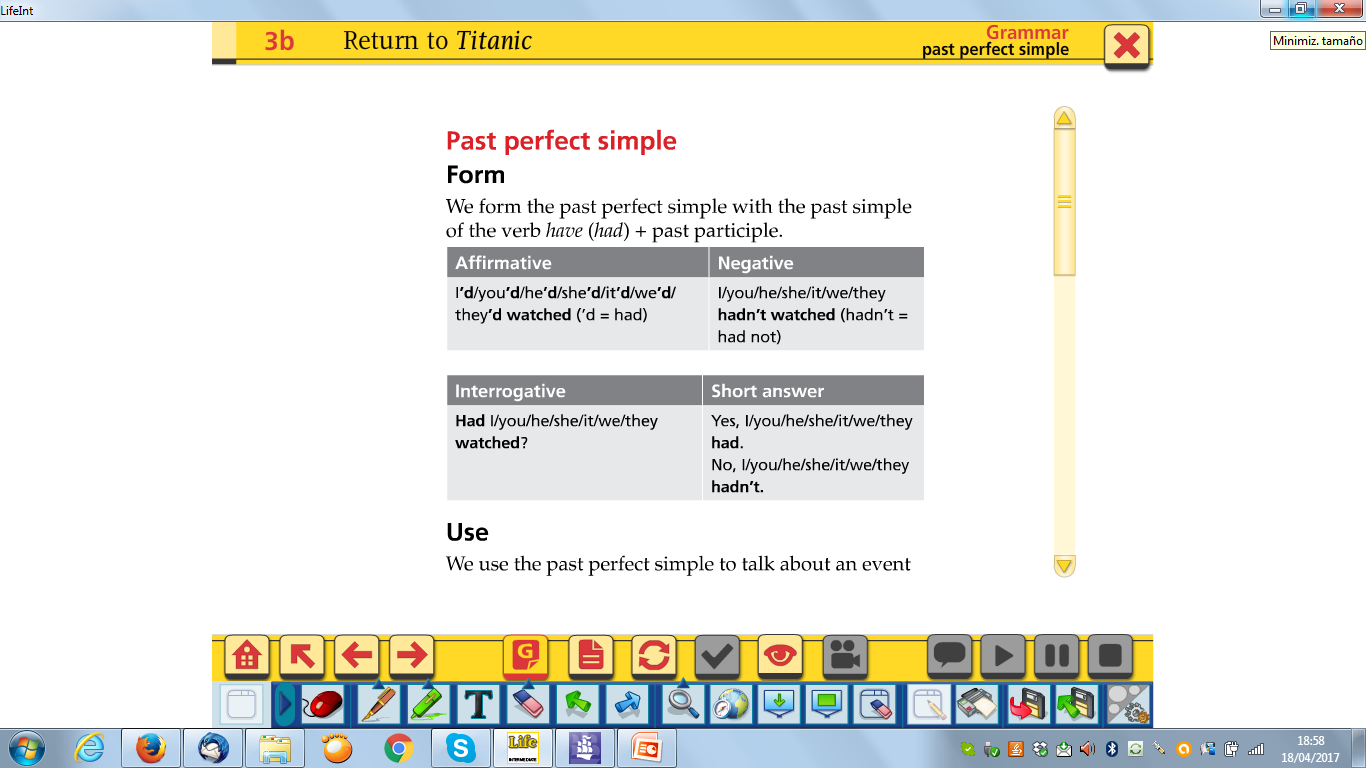 LifeInt
3b Return to Titanic
Grammar
past perfect simple
Minimiz. tamaño
Past perfect simple
Form
We form the past perfect simple with the past simple
of the verb have (had) + past participle.
Affirmative Negative
I'd/you'd/he'd/she'd/it'd/we'd/
they'd watched ('d = had)
I/you/he/she/it/we/they
hadn't watched (hadn't =
had not)
Interrogative Short answer
Had I/you/he/she/it/we/they
watched?
Yes, I/you/he/she/it/we/they
had.
No, I/you/he/she/it/we/they
hadn't.
Use
We use the past perfect simple to talk about an event
G
T
Life
INTERMEDIATE
18:58
18/04/2017